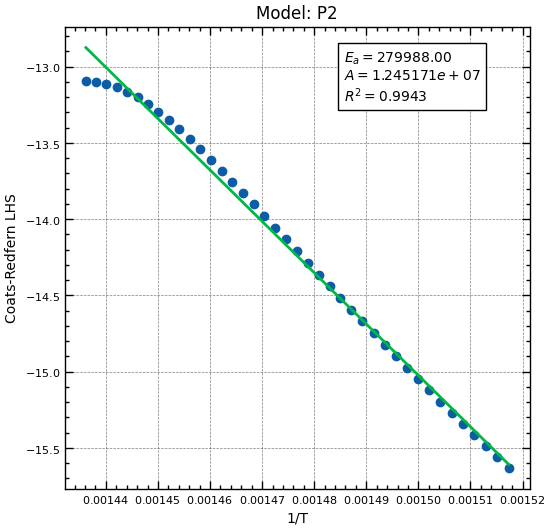 Model: P2
E_a = 279988.00
A = 1.245171e + 07
R² = 0.9943
Coats-Redfern LHS
−13.0
−13.5
−14.0
−14.5
−15.0
−15.5
0.00144 0.00145 0.00146 0.00147 0.00148 0.00149 0.00150 0.00151 0.00152
1/T